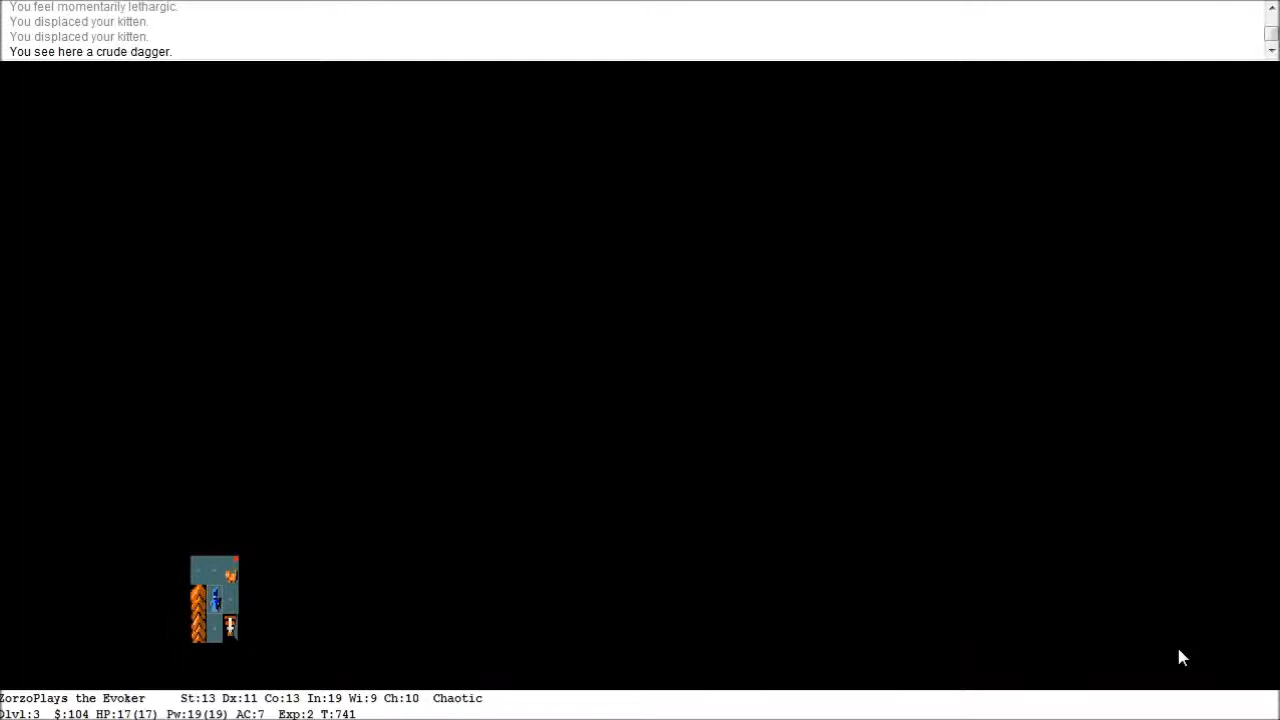 You feel momentarily lethargic.
You displaced your kitten.
You displaced your kitten.
You see here a crude dagger.
ZorzoPlays the Evoker St:13 Dx:11 Co:13 In:19 Wi:9 Ch:10 Chaotic
Dlvl:3 $:104 HP:17(17) Pw:19(19) AC:7 Exp:2 T:741